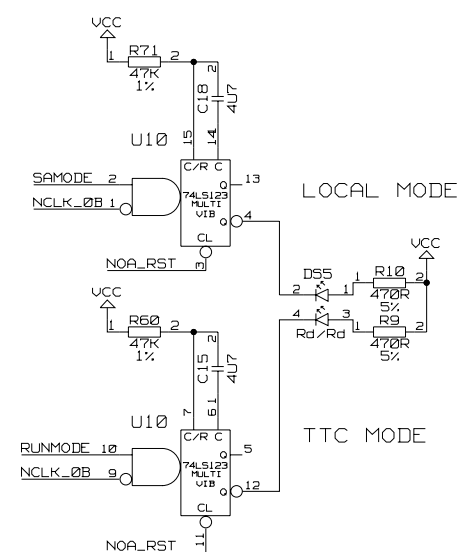 VCC
1 R71 2
47K
1%
C18
4U7
2
15
14
U10
C/R C
SAMODE 2
NCLK_0B 1
Q 13
74LS123
MULTI
VIB
Q 4
CL
3
NOA_RST
LOCAL MODE
VCC
DS5
2 1
1 R10 2
470R
5%
4 3
Rd/Rd
1 R9 2
470R
5%
VCC
1 R60 2
47K
1%
C15
4U7
2
1
7
6
U10
C/R C
TTC MODE
RUNMODE 10
NCLK_0B 9
Q 5
74LS123
MULTI
VIB
Q 12
CL
11
NOA_RST